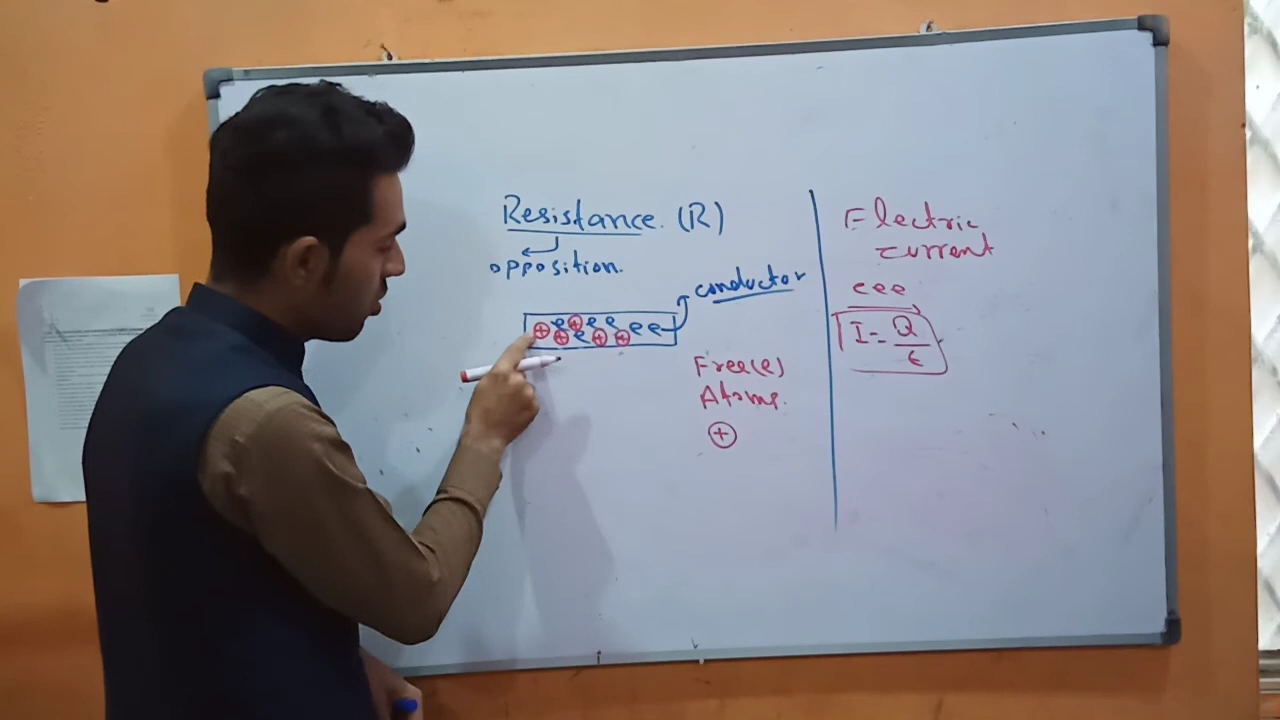 Resistance. (R)
opposition.
conductor
⊕ e ⊕ e e
⊕ e ⊕ ⊕ e e
Free(e)
Atoms.
⊕
Electric
current
eee
I = Q/t